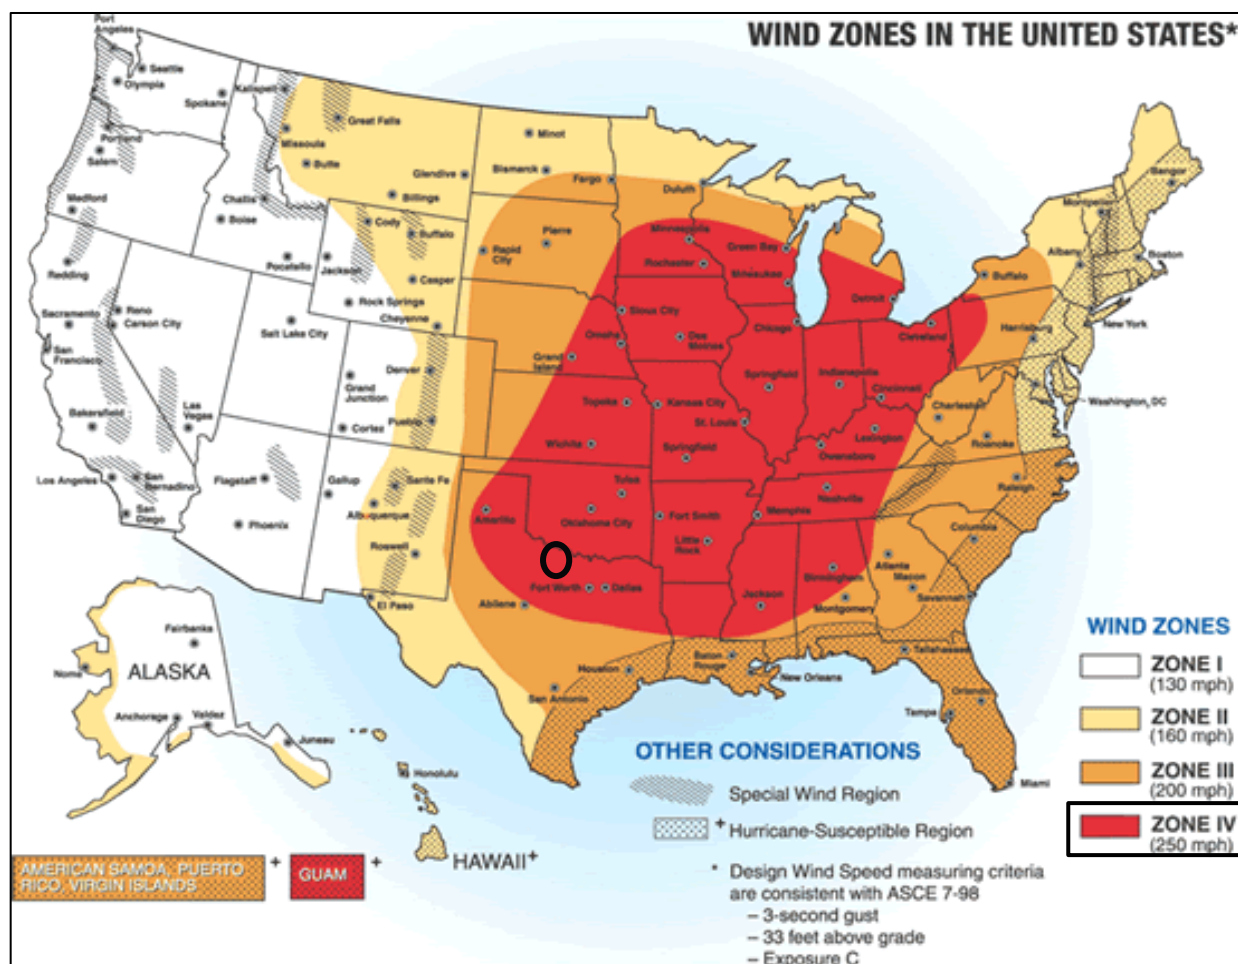 WIND ZONES IN THE UNITED STATES*
Port
Angeles
Seattle
Olympia
Spokane
Kalispell
Great Falls
Missoula
Butte
Glendive
Billings
Portland
Salem
Medford
Challis
Boise
Pocatello
Jackson
Cody
Buffalo
Casper
Rock Springs
Cheyenne
Minot
Bismarck
Fargo
Duluth
Rapid
City
Pierre
Minneapolis
Rochester
Green Bay
Milwaukee
Detroit
Chicago
Cleveland
Buffalo
Albany
Montpelier
Bangor
Boston
New York
Harrisburg
Washington, DC
Redding
Reno
Carson City
Sacramento
San
Francisco
Salt Lake City
Bakersfield
Las
Vegas
Los Angeles
San
Bernadino
San
Diego
Flagstaff
Phoenix
Grand
Junction
Cortez
Denver
Pueblo
Gallup
Sante Fe
Albuquerque
Roswell
El Paso
Sioux City
Omaha
Des
Moines
Grand
Island
Topeka
Kansas City
Wichita
Springfield
St. Louis
Springfield
Indianapolis
Cincinnati
Lexington
Owensboro
Charleston
Roanoke
Raleigh
Nashville
Memphis
Columbia
Atlanta
Macon
Savannah
Birmingham
Montgomery
Jackson
Tulsa
Oklahoma City
Amarillo
Fort Smith
Little
Rock
Fort Worth
Dallas
Abilene
Houston
San Antonio
Baton
Rouge
New Orleans
Tallahassee
Orlando
Tampa
Miami
Fairbanks
Nome
ALASKA
Anchorage
Valdez
Juneau
Honolulu
HAWAII+
AMERICAN SAMOA, PUERTO
RICO, VIRGIN ISLANDS
+
GUAM
+
OTHER CONSIDERATIONS
Special Wind Region
+ Hurricane-Susceptible Region
* Design Wind Speed measuring criteria
are consistent with ASCE 7-98
– 3-second gust
– 33 feet above grade
– Exposure C
WIND ZONES
ZONE I
(130 mph)
ZONE II
(160 mph)
ZONE III
(200 mph)
ZONE IV
(250 mph)